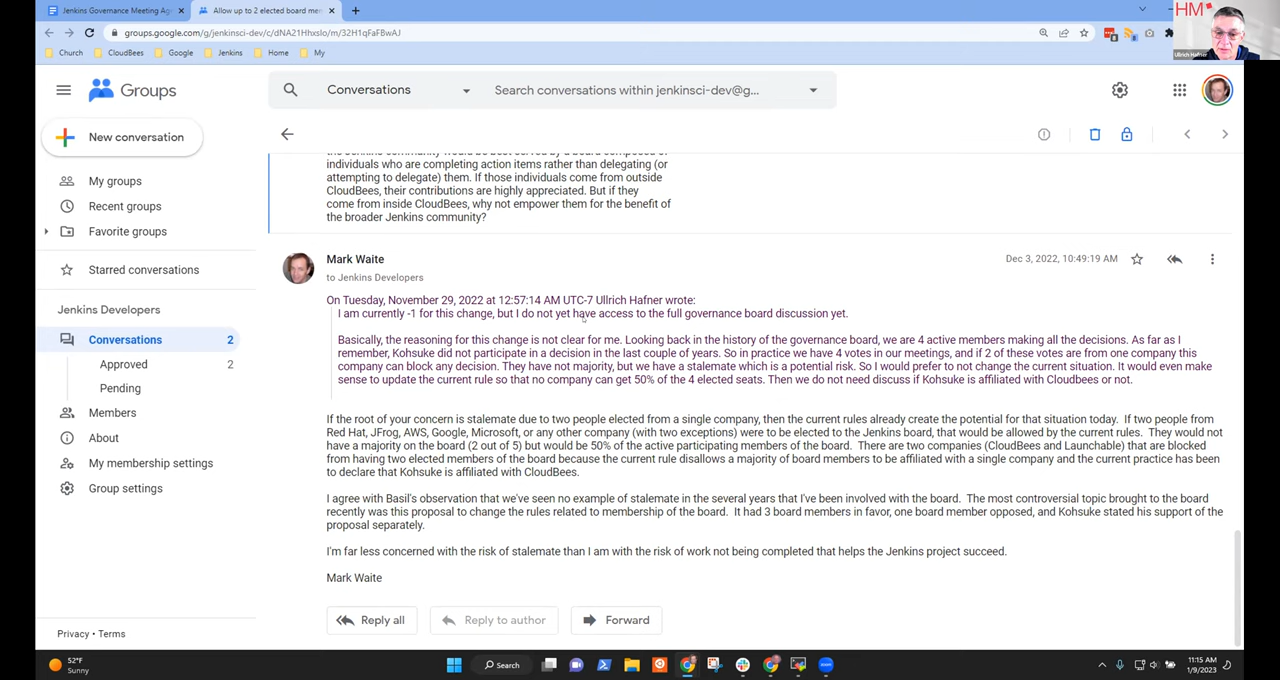 Jenkins Governance Meeting Ag
Allow up to 2 elected board me
groups.google.com/g/jenkinsci-dev/c/dNA21Hhxslo/m/32H1qFaFBwAJ
Church
CloudBees
Google
Jenkins
Home
My
HM
Ullrich Hafner
Groups
Conversations
Search conversations within jenkinsci-dev@g...
New conversation
My groups
Recent groups
Favorite groups
Starred conversations
Jenkins Developers
Conversations 2
Approved 2
Pending
Members
About
My membership settings
Group settings
Privacy • Terms
individuals who are completing action items rather than delegating (or
attempting to delegate) them. If those individuals come from outside
CloudBees, their contributions are highly appreciated. But if they
come from inside CloudBees, why not empower them for the benefit of
the broader Jenkins community?
Mark Waite
Dec 3, 2022, 10:49:19 AM
to Jenkins Developers
On Tuesday, November 29, 2022 at 12:57:14 AM UTC-7 Ullrich Hafner wrote:
I am currently -1 for this change, but I do not yet have access to the full governance board discussion yet.
Basically, the reasoning for this change is not clear for me. Looking back in the history of the governance board, we are 4 active members making all the decisions. As far as I
remember, Kohsuke did not participate in a decision in the last couple of years. So in practice we have 4 votes in our meetings, and if 2 of these votes are from one company this
company can block any decision. They have not majority, but we have a stalemate which is a potential risk. So I would prefer to not change the current situation. It would even make
sense to update the current rule so that no company can get 50% of the 4 elected seats. Then we do not need discuss if Kohsuke is affiliated with Cloudbees or not.
If the root of your concern is stalemate due to two people elected from a single company, then the current rules already create the potential for that situation today. If two people from
Red Hat, JFrog, AWS, Google, Microsoft, or any other company (with two exceptions) were to be elected to the Jenkins board, that would be allowed by the current rules. They would not
have a majority on the board (2 out of 5) but would be 50% of the active participating members of the board. There are two companies (CloudBees and Launchable) that are blocked
from having two elected members of the board because the current rule disallows a majority of board members to be affiliated with a single company and the current practice has been
to declare that Kohsuke is affiliated with CloudBees.
I agree with Basil's observation that we've seen no example of stalemate in the several years that I've been involved with the board. The most controversial topic brought to the board
recently was this proposal to change the rules related to membership of the board. It had 3 board members in favor, one board member opposed, and Kohsuke stated his support of the
proposal separately.
I'm far less concerned with the risk of stalemate than I am with the risk of work not being completed that helps the Jenkins project succeed.
Mark Waite
Reply all
Reply to author
Forward
52°F
Sunny
Search
11:15 AM
1/9/2023